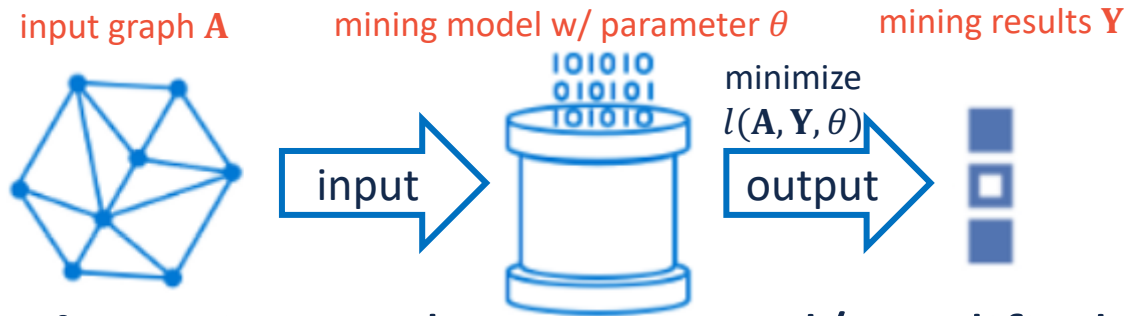 input graph A
mining model w/ parameter θ
mining results Y
101010
010101
101010
minimize
l(A, Y, θ)
input
output